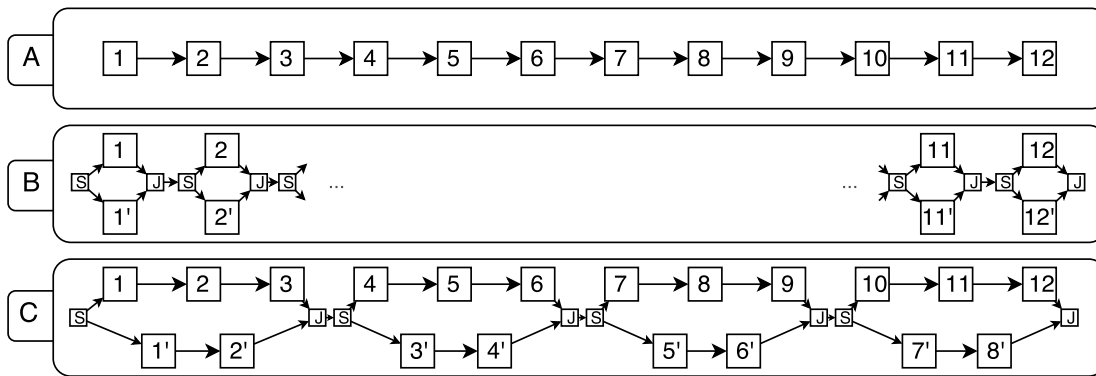 A 1 2 3 4 5 6 7 8 9 10 11 12
1 2 11 12
B S J S J S ... ... S J S J
1' 2' 11' 12'
1 2 3 4 5 6 7 8 9 10 11 12
C S J S J S J S J
1' 2' 3' 4' 5' 6' 7' 8'